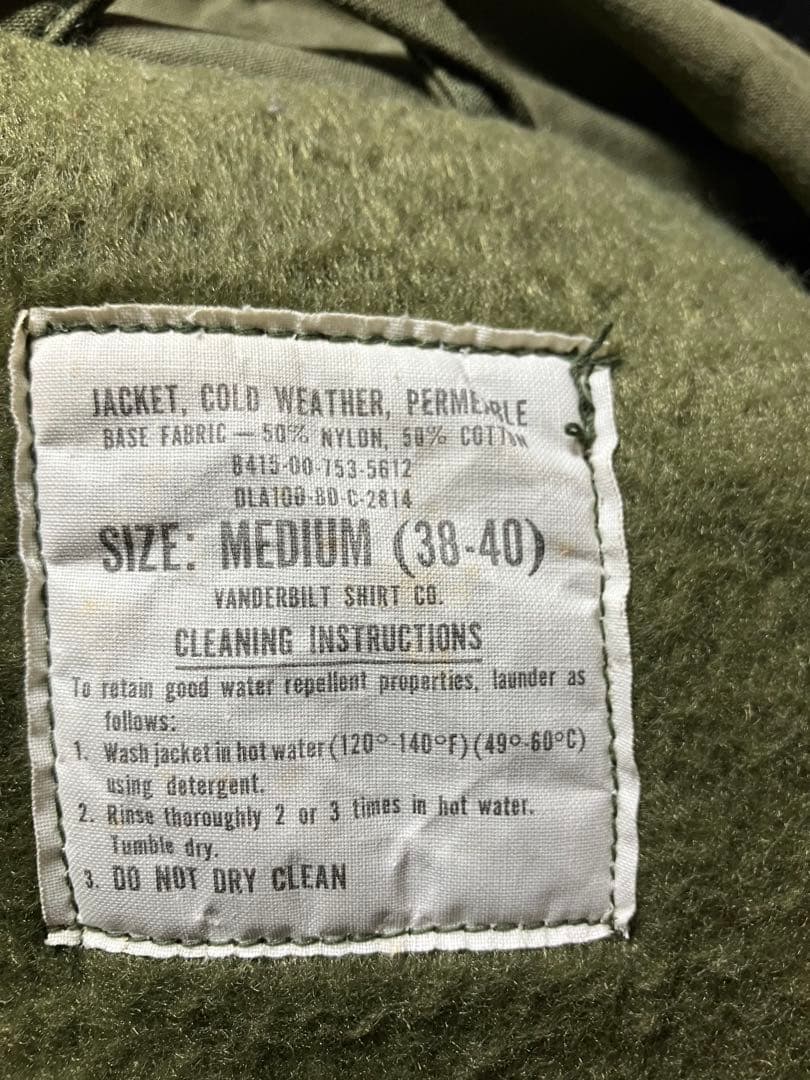 JACKET, COLD WEATHER, PERMEABLE
BASE FABRIC — 50% NYLON, 50% COTTON
8415-00-753-5612
DLA100-80-C-2814
SIZE: MEDIUM (38-40)
VANDERBILT SHIRT CO.
CLEANING INSTRUCTIONS
To retain good water repellent properties, launder as
follows:
1. Wash jacket in hot water (120°-140°F) (49°-60°C)
using detergent.
2. Rinse thoroughly 2 or 3 times in hot water.
Tumble dry.
3. DO NOT DRY CLEAN